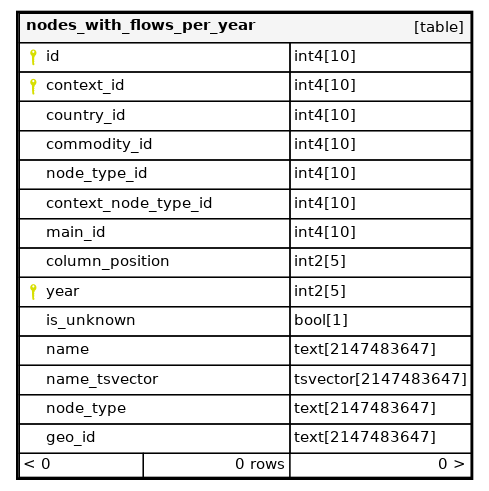 nodes_with_flows_per_year [table]
id int4[10]
context_id int4[10]
country_id int4[10]
commodity_id int4[10]
node_type_id int4[10]
context_node_type_id int4[10]
main_id int4[10]
column_position int2[5]
year int2[5]
is_unknown bool[1]
name text[2147483647]
name_tsvector tsvector[2147483647]
node_type text[2147483647]
geo_id text[2147483647]
< 0 0 rows 0 >